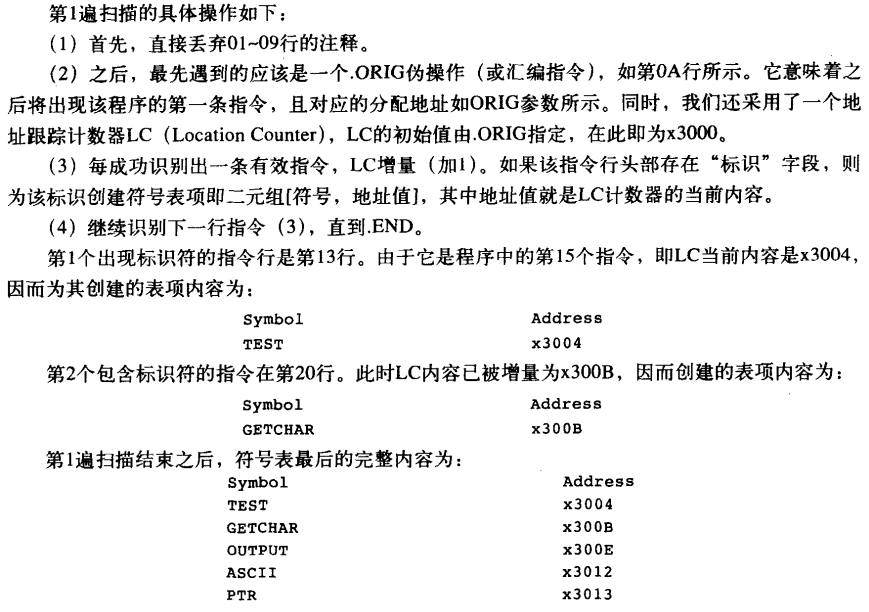 第1遍扫描的具体操作如下：
(1) 首先，直接丢弃01~09行的注释。
(2) 之后，最先遇到的应该是一个.ORIG伪操作（或汇编指令），如第0A行所示。它意味着之
后将出现该程序的第一条指令，且对应的分配地址如ORIG参数所示。同时，我们还采用了一个地
址跟踪计数器LC（Location Counter），LC的初始值由.ORIG指定，在此即为x3000。
(3) 每成功识别出一条有效指令，LC增量（加1）。如果该指令行头部存在“标识”字段，则
为该标识创建符号表项即二元组[符号，地址值]，其中地址值就是LC计数器的当前内容。
(4) 继续识别下一行指令（3），直到.END。
第1个出现标识符的指令行是第13行。由于它是程序中的第15个指令，即LC当前内容是x3004，
因而为其创建的表项内容为：
Symbol Address
TEST x3004
第2个包含标识符的指令在第20行。此时LC内容已被增量为x300B，因而创建的表项内容为：
Symbol Address
GETCHAR x300B
第1遍扫描结束之后，符号表最后的完整内容为：
Symbol Address
TEST x3004
GETCHAR x300B
OUTPUT x300E
ASCII x3012
PTR x3013